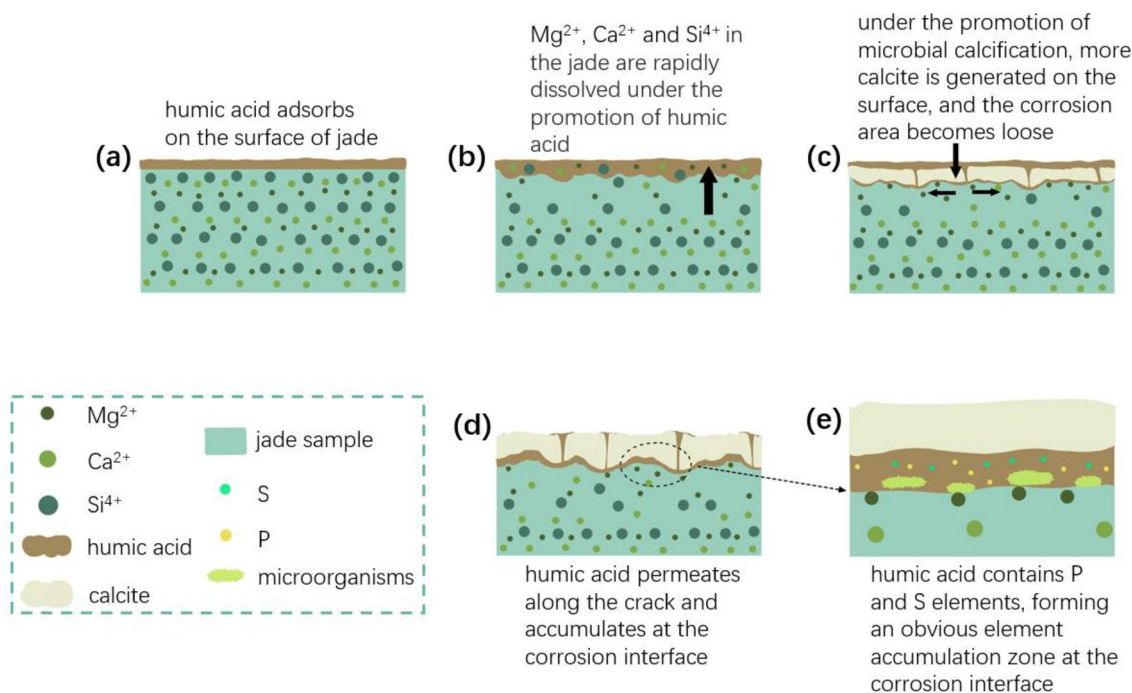 humic acid adsorbs
on the surface of jade
(a)
Mg²⁺, Ca²⁺ and Si⁴⁺ in
the jade are rapidly
dissolved under the
promotion of humic
acid
(b)
under the promotion of
microbial calcification, more
calcite is generated on the
surface, and the corrosion
area becomes loose
(c)
Mg²⁺
Ca²⁺
Si⁴⁺
humic acid
calcite
jade sample
S
P
microorganisms
(d)
humic acid permeates
along the crack and
accumulates at the
corrosion interface
(e)
humic acid contains P
and S elements, forming
an obvious element
accumulation zone at the
corrosion interface